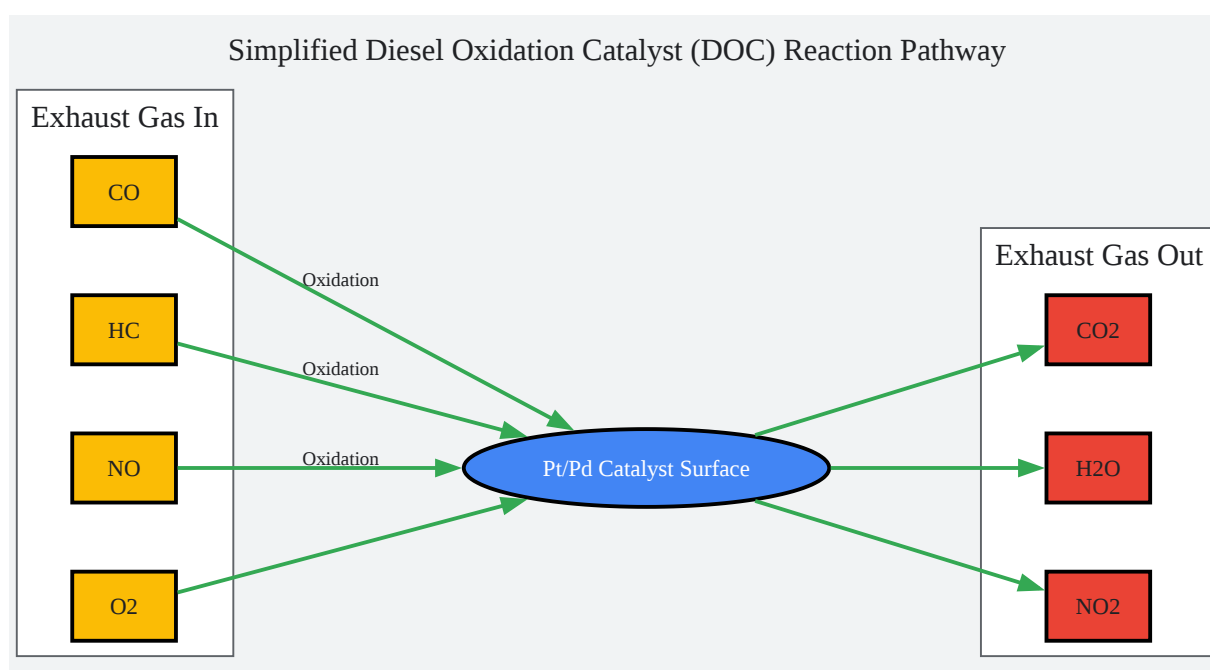 Simplified Diesel Oxidation Catalyst (DOC) Reaction Pathway
Exhaust Gas In
CO
Oxidation
HC
Oxidation
NO
Oxidation
O2
Pt/Pd Catalyst Surface
Exhaust Gas Out
CO2
H2O
NO2